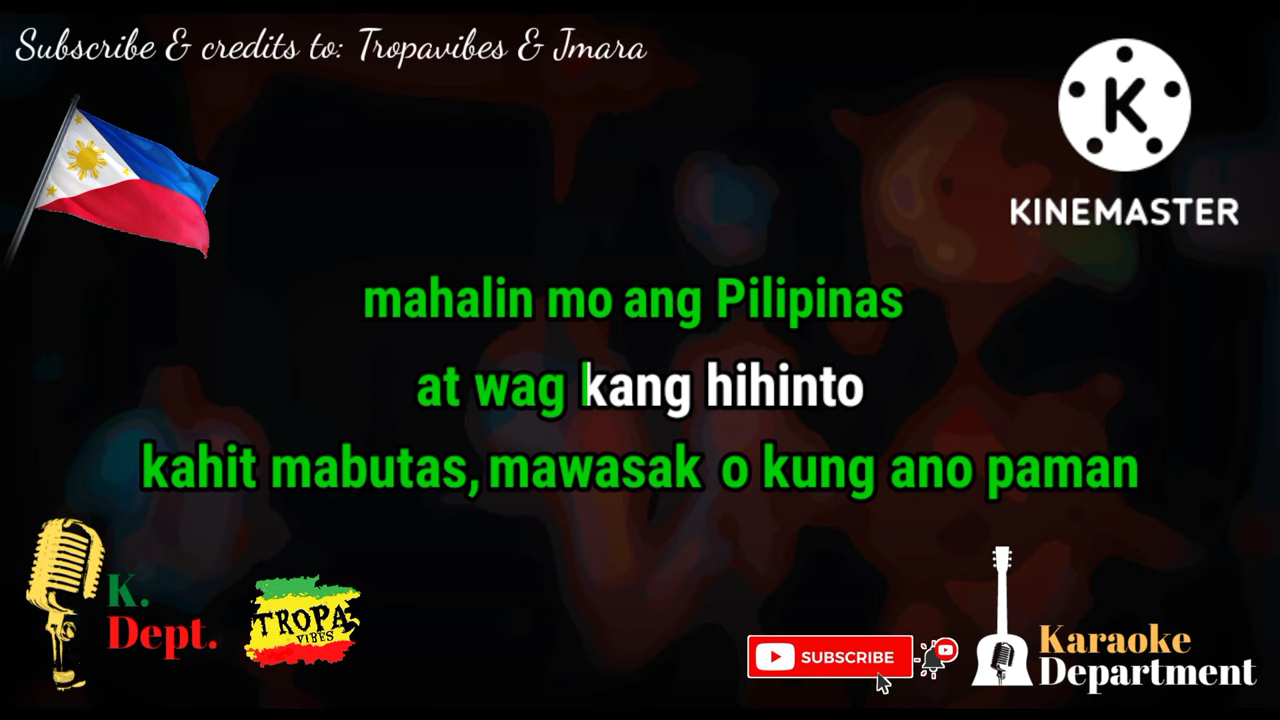 Subscribe & credits to: Tropavibes & Jmara
K
KINEMASTER
mahalin mo ang Pilipinas
at wag kang hihinto
kahit mabutas, mawasak o kung ano paman
K.
Dept.
TROPA
VIBES
SUBSCRIBE
Karaoke
Department